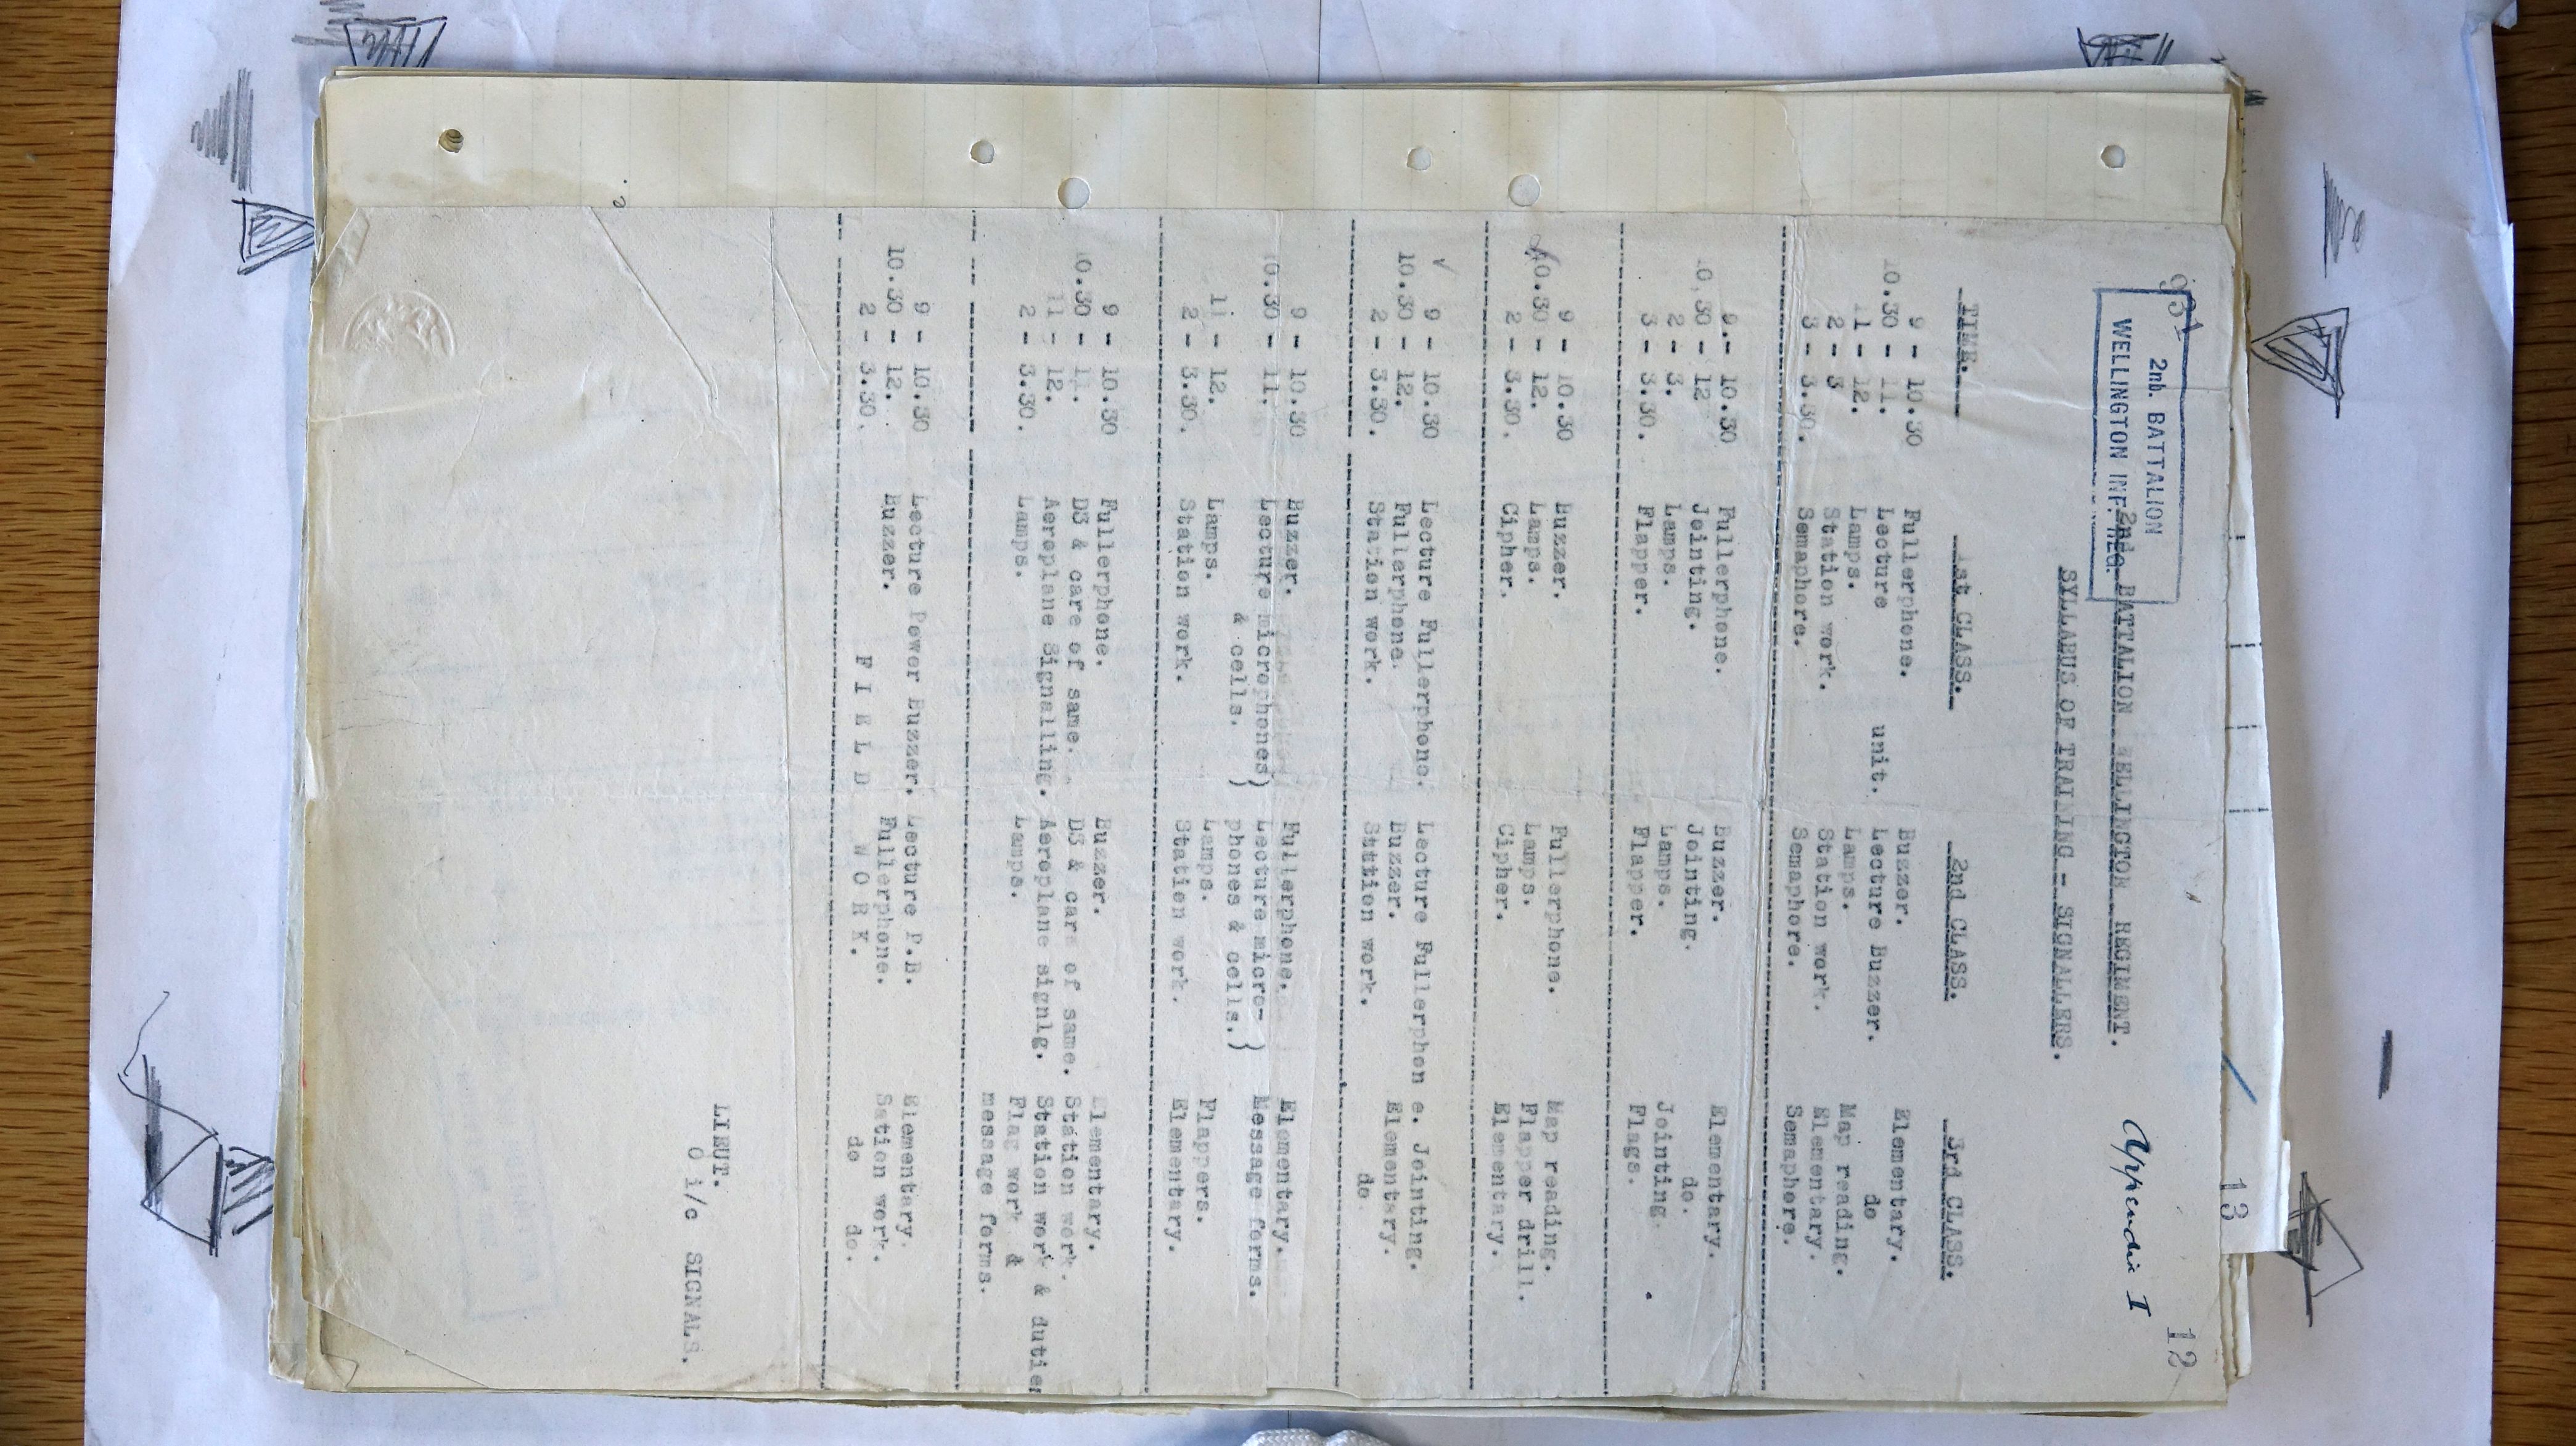 13
12
Appendix I
2nd. BATTALION
WELLINGTON INF. REG.
2nd. BATTALION WELLINGTON REGIMENT.
SYLLABUS OF TRAINING - SIGNALLERS.
TIME. 1st CLASS. 2nd CLASS. 3rd CLASS.
9 - 10.30 Fullerphone. Buzzer. Elementary.
10.30 - 11. Lecture unit. Lecture Buzzer. do
11 - 12. Lamps. Lamps. Map reading.
2 - 3 Station work. Station work. Elementary.
3 - 3.30. Semaphore. Semaphore. Semaphore.
9.- 10.30 Fullerphone. Buzzer. Elementary.
10.30 - 12 Jointing. Jointing. do.
2 - 3. Lamps. Lamps. Jointing.
3 - 3.30. Flapper. Flapper. Flags.
9 - 10.30 Buzzer. Fullerphone. Map reading.
10.30 - 12. Lamps. Lamps. Flapper drill.
2 - 3.30. Cipher. Cipher. Elementary.
9 - 10.30 Lecture Fullerphone. Lecture Fullerphon e. Jointing.
10.30 - 12. Fullerphone. Buzzer. Elementary.
2 - 3.30. Station work. Station work. do.
9 - 10.30 Buzzer. Fullerphone. Elementary.
10.30 - 11. Lecture microphones) Lecture micro-) Message forms.
& cells. ) phones & cells.)
11 - 12. Lamps. Lamps. Flappers.
2 - 3.30. Station work. Station work. Elementary.
9 - 10.30 Fullerphone. Buzzer. Elementary.
10.30 - 11. D3 & care of same. D3 & care of same. Station work.
11 - 12. Aeroplane Signalling. Aeroplane signlg. Station work & duties
2 - 3.30. Lamps. Lamps. Flag work &
message forms.
9 - 10.30 Lecture Power Buzzer. Lecture P.B. Elementary.
10.30 - 12. Buzzer. Fullerphone. Sation work.
2 - 3.30. F I E L D W O R K. do do.
LIEUT.
O i/c SIGNALS.